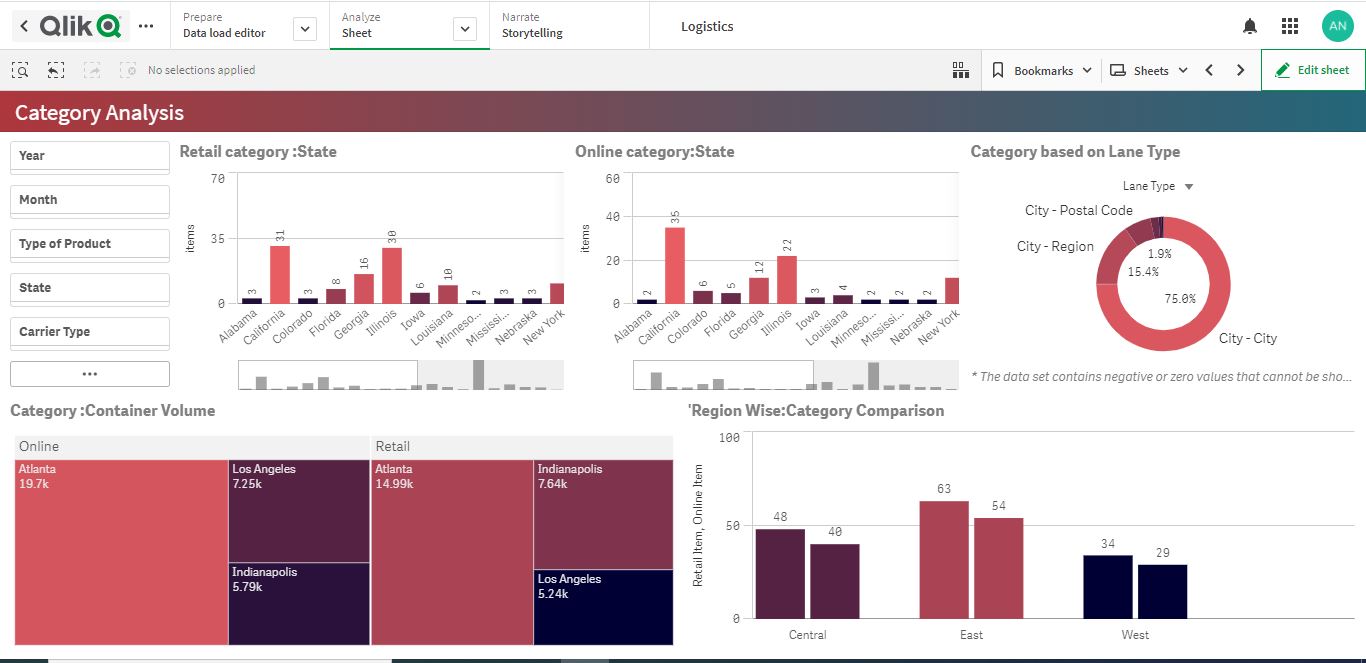 Qlik
Prepare
Data load editor
Analyze
Sheet
Narrate
Storytelling
Logistics
AN
No selections applied
Bookmarks
Sheets
Edit sheet
Category Analysis
Year
Month
Type of Product
State
Carrier Type
Retail category :State
70
35
0
items
3
31
3
8
16
30
6
10
2
3
3
Alabama
California
Colorado
Florida
Georgia
Illinois
Iowa
Louisiana
Minneso...
Mississi...
Nebraska
New York
Online category:State
60
40
20
0
items
2
35
6
5
12
22
3
4
2
2
2
Alabama
California
Colorado
Florida
Georgia
Illinois
Iowa
Louisiana
Minneso...
Mississi...
Nebraska
New York
Category based on Lane Type
Lane Type
City - Postal Code
City - Region
1.9%
15.4%
75.0%
City - City
* The data set contains negative or zero values that cannot be sho...
Category :Container Volume
Online
Retail
Atlanta
19.7k
Los Angeles
7.25k
Indianapolis
5.79k
Atlanta
14.99k
Indianapolis
7.64k
Los Angeles
5.24k
'Region Wise:Category Comparison
Retail Item, Online Item
100
50
0
48
40
63
54
34
29
Central
East
West